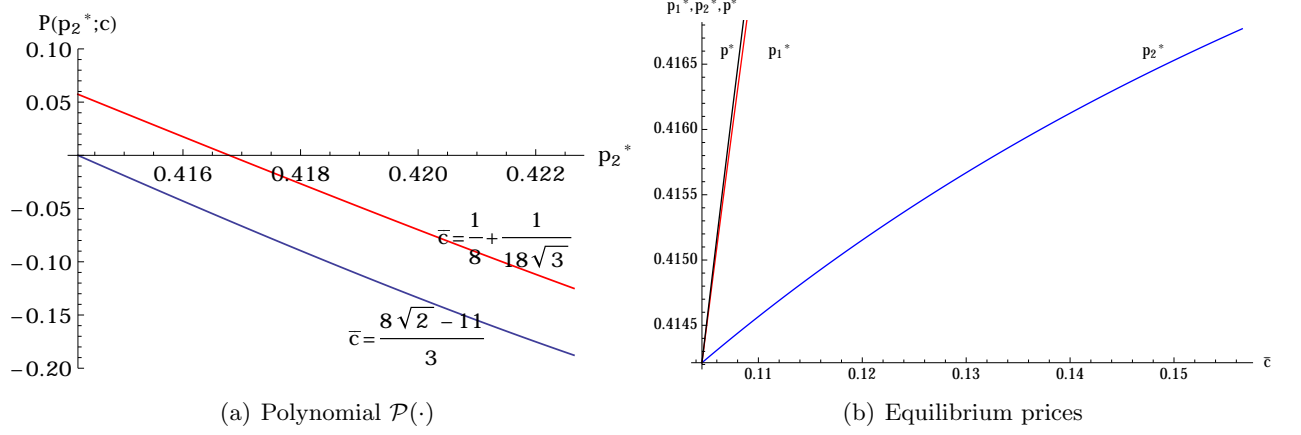 P(p₂*;c)
0.10
0.05
−0.05
−0.10
−0.15
−0.20
0.416 0.418 0.420 0.422
p₂*
c̄ = 1/8 + 1/(18√3)
c̄ = (8√2 − 11)/3
(a) Polynomial 𝒫(·)
p₁*,p₂*,p*
p* p₁* p₂*
0.4165
0.4160
0.4155
0.4150
0.4145
0.11 0.12 0.13 0.14 0.15
c̄
(b) Equilibrium prices